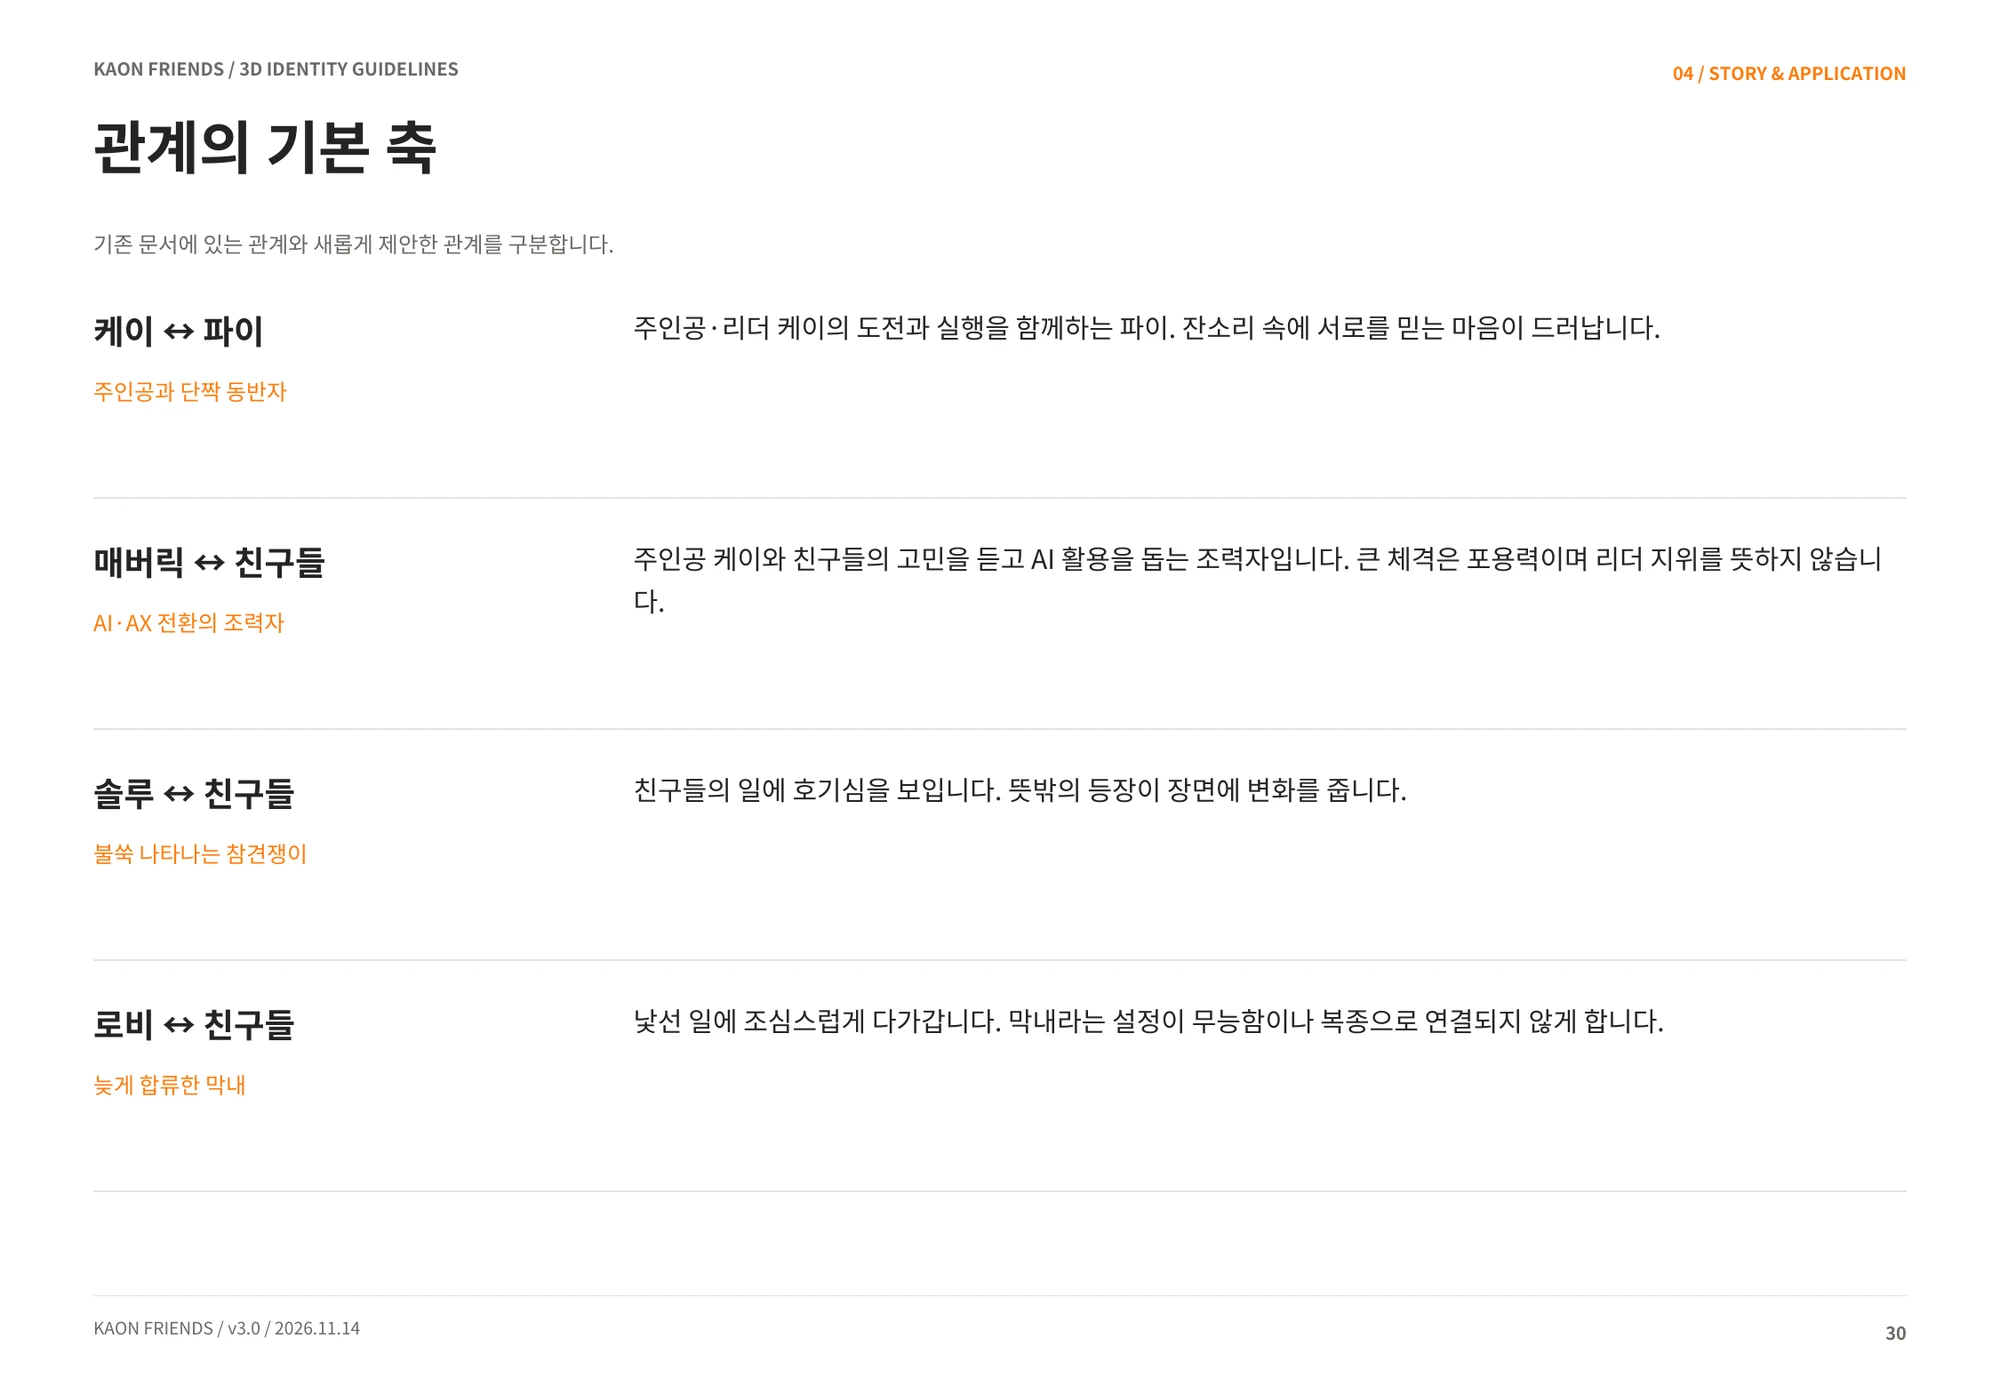 KAON FRIENDS / 3D IDENTITY GUIDELINES
04 / STORY & APPLICATION
관계의 기본 축
기존 문서에 있는 관계와 새롭게 제안한 관계를 구분합니다.
케이 ↔ 파이
주인공·리더 케이의 도전과 실행을 함께하는 파이. 잔소리 속에 서로를 믿는 마음이 드러납니다.
주인공과 단짝 동반자
매버릭 ↔ 친구들
주인공 케이와 친구들의 고민을 듣고 AI 활용을 돕는 조력자입니다. 큰 체격은 포용력이며 리더 지위를 뜻하지 않습니
다.
AI·AX 전환의 조력자
솔루 ↔ 친구들
친구들의 일에 호기심을 보입니다. 뜻밖의 등장이 장면에 변화를 줍니다.
불쑥 나타나는 참견쟁이
로비 ↔ 친구들
낯선 일에 조심스럽게 다가갑니다. 막내라는 설정이 무능함이나 복종으로 연결되지 않게 합니다.
늦게 합류한 막내
KAON FRIENDS / v3.0 / 2026.11.14
30